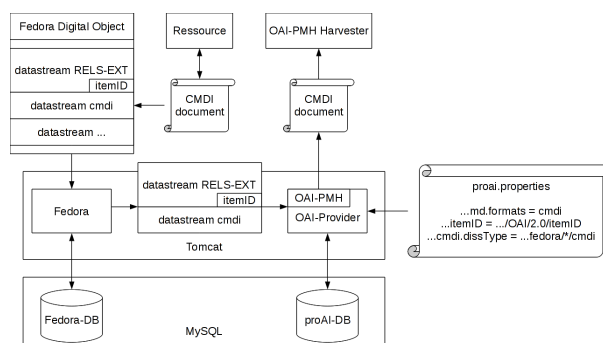 Fedora Digital Object
datastream RELS-EXT
itemID
datastream cmdi
datastream ...
Ressource
CMDI
document
OAI-PMH Harvester
CMDI
document
Fedora
datastream RELS-EXT
itemID
datastream cmdi
OAI-PMH
OAI-Provider
Tomcat
proai.properties
...md.formats = cmdi
...itemID = .../OAI/2.0/itemID
...cmdi.dissType = ...fedora/*/cmdi
Fedora-DB
MySQL
proAI-DB